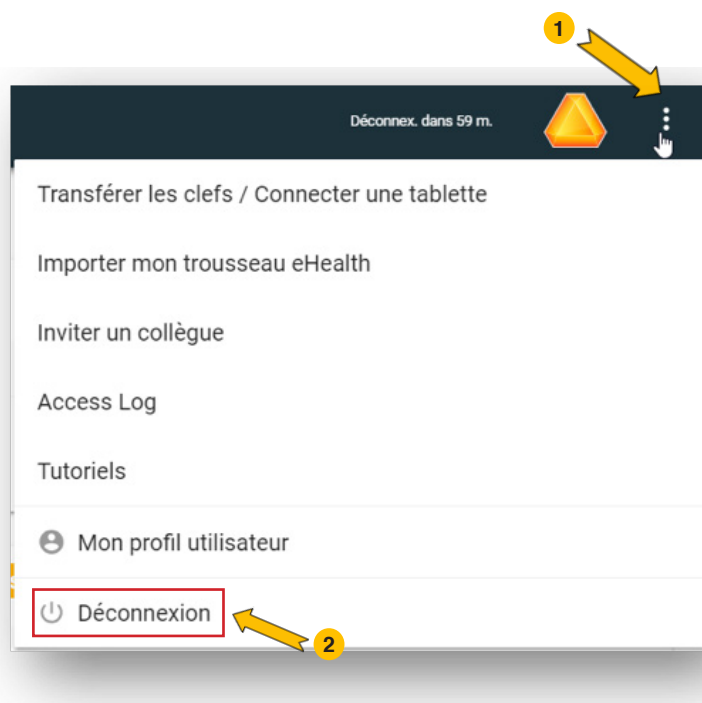 1
Déconnex. dans 59 m.
Transférer les clefs / Connecter une tablette
Importer mon trousseau eHealth
Inviter un collègue
Access Log
Tutoriels
Mon profil utilisateur
Déconnexion
2